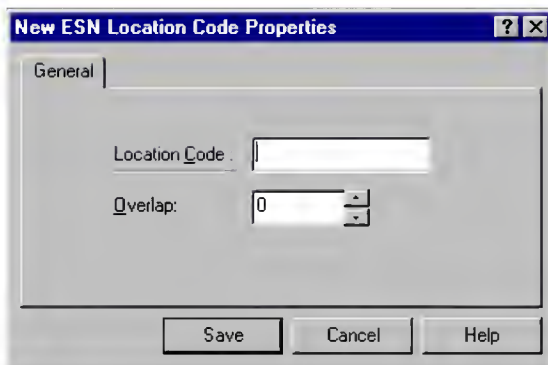 New ESN Location Code Properties
General
Location Code .
Overlap: 0
Save Cancel Help